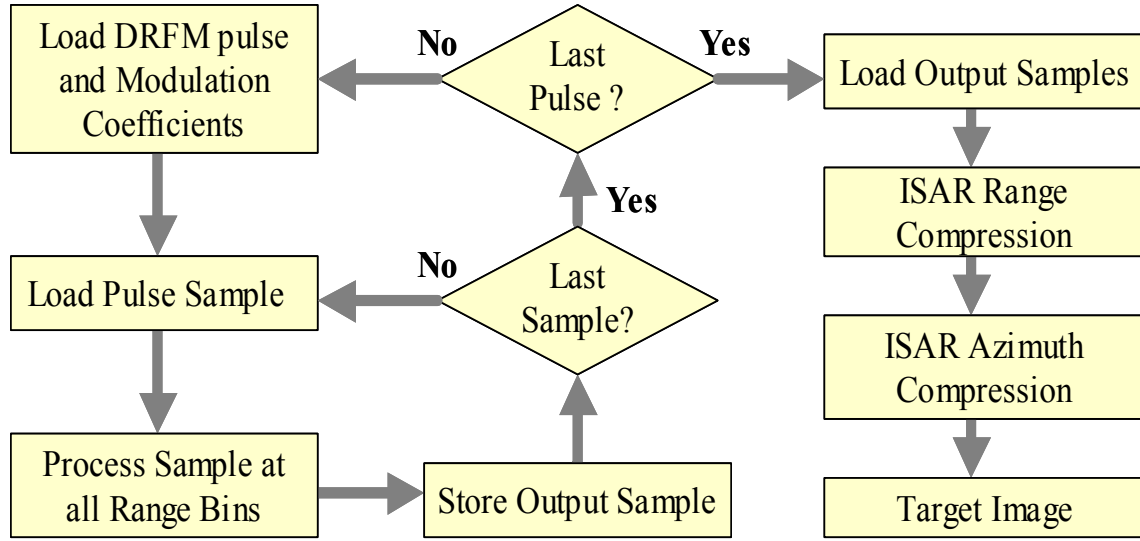 Load DRFM pulse
and Modulation
Coefficients
No
Last
Pulse ?
Yes
Load Output Samples
Yes
ISAR Range
Compression
Load Pulse Sample
No
Last
Sample?
ISAR Azimuth
Compression
Process Sample at
all Range Bins
Store Output Sample
Target Image